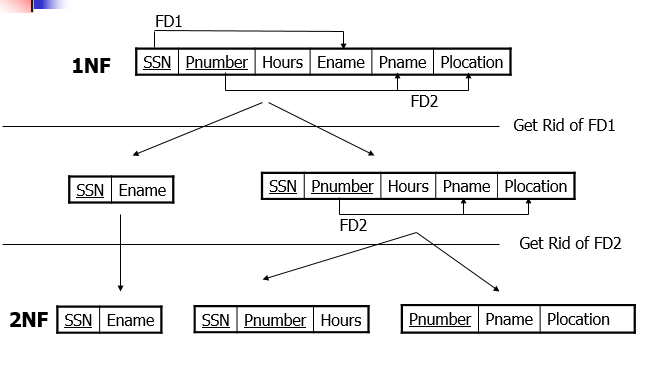 FD1
1NF
SSN Pnumber Hours Ename Pname Plocation
FD2
Get Rid of FD1
SSN Ename
SSN Pnumber Hours Pname Plocation
FD2
Get Rid of FD2
2NF
SSN Ename
SSN Pnumber Hours
Pnumber Pname Plocation